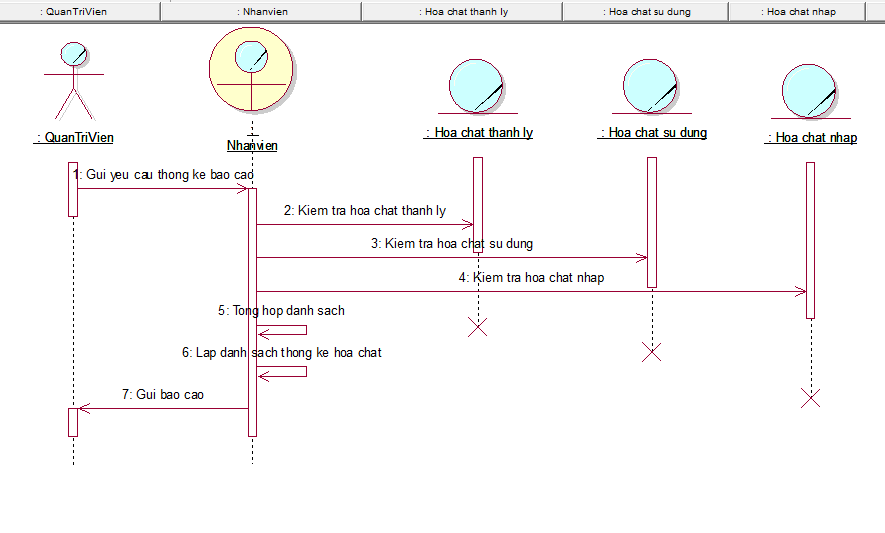 : QuanTriVien
: Nhanvien
: Hoa chat thanh ly
: Hoa chat su dung
: Hoa chat nhap
: QuanTriVien
: Nhanvien
: Hoa chat thanh ly
: Hoa chat su dung
: Hoa chat nhap
1: Gui yeu cau thong ke bao cao
2: Kiem tra hoa chat thanh ly
3: Kiem tra hoa chat su dung
4: Kiem tra hoa chat nhap
5: Tong hop danh sach
6: Lap danh sach thong ke hoa chat
7: Gui bao cao